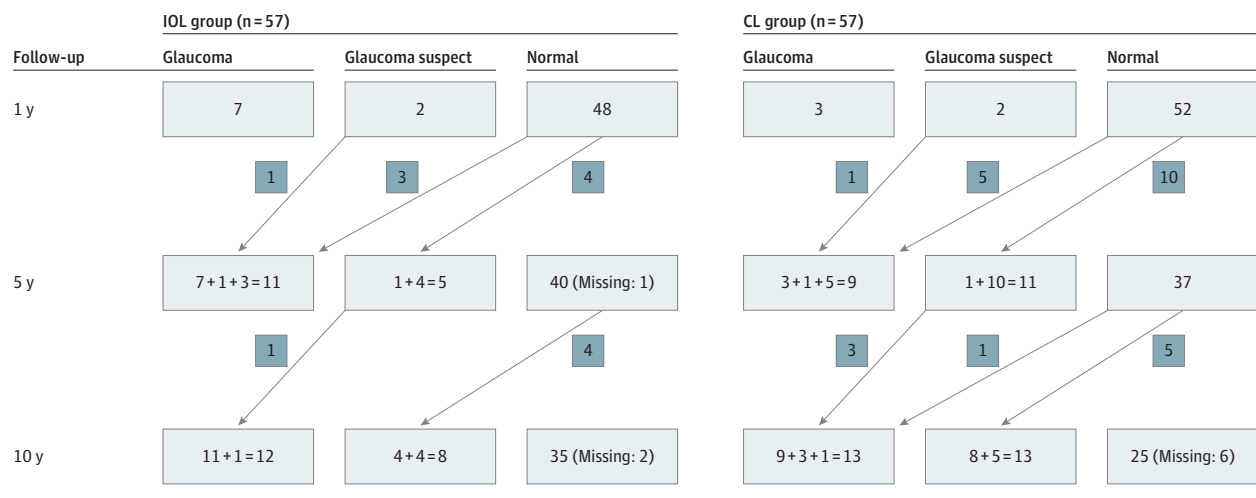 IOL group (n = 57) CL group (n = 57)
Follow-up Glaucoma Glaucoma suspect Normal Glaucoma Glaucoma suspect Normal
1 y 7 2 48 3 2 52
1 3 4 1 5 10
5 y 7 + 1 + 3 = 11 1 + 4 = 5 40 (Missing: 1) 3 + 1 + 5 = 9 1 + 10 = 11 37
1 4 3 1 5
10 y 11 + 1 = 12 4 + 4 = 8 35 (Missing: 2) 9 + 3 + 1 = 13 8 + 5 = 13 25 (Missing: 6)